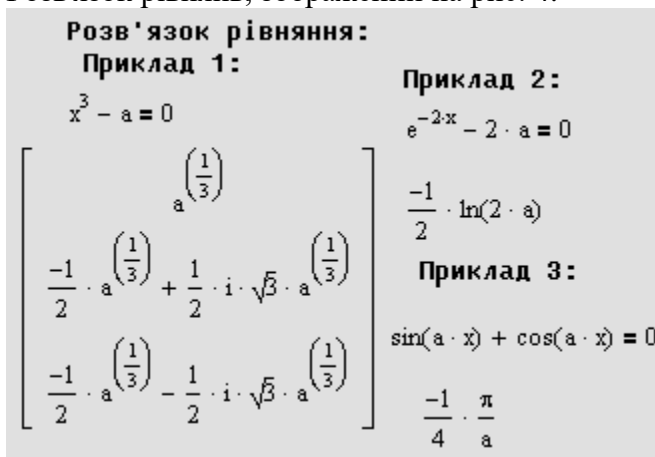 Розв'язок рівняння:
Приклад 1:
x^3 − a = 0
[ a^(1/3)
−1/2 · a^(1/3) + 1/2 · i · √3 · a^(1/3)
−1/2 · a^(1/3) − 1/2 · i · √3 · a^(1/3) ]
Приклад 2:
e^(−2·x) − 2 · a = 0
−1/2 · ln(2 · a)
Приклад 3:
sin(a · x) + cos(a · x) = 0
−1/4 · π/a